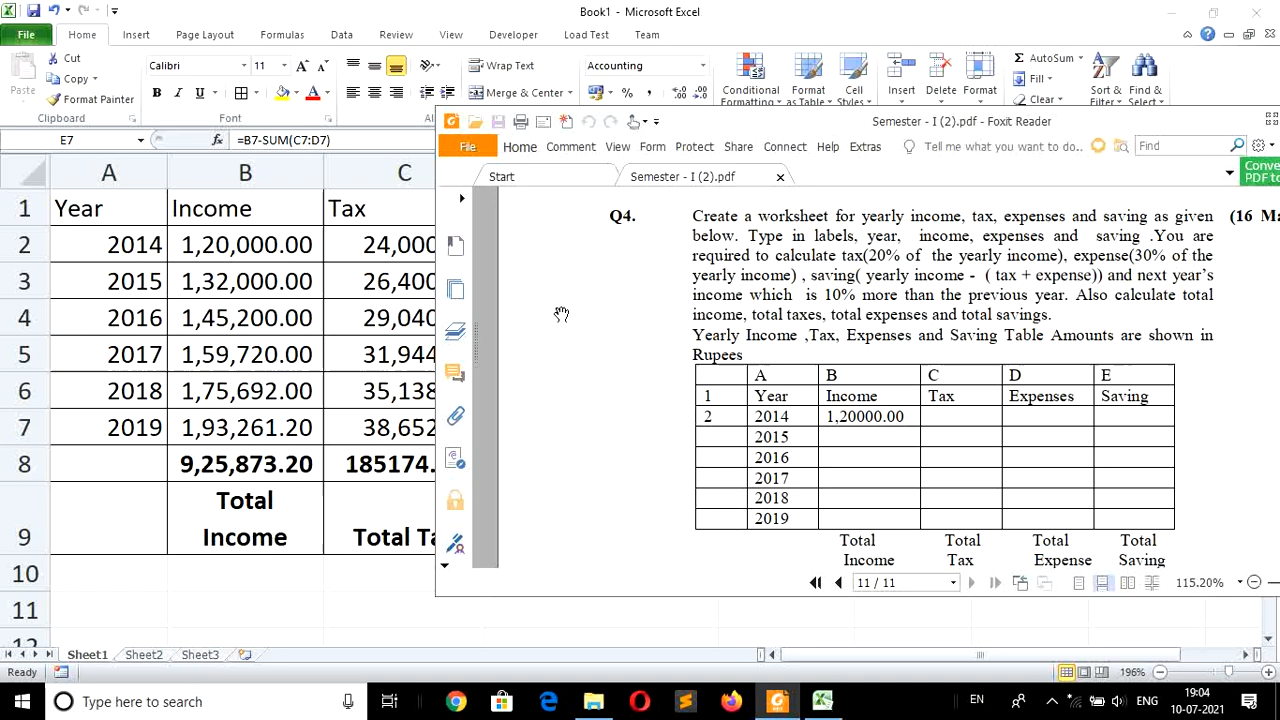 Book1 - Microsoft Excel
File Home Insert Page Layout Formulas Data Review View Developer Load Test Team
Paste
Cut
Copy
Format Painter
Clipboard
Calibri 11
B I U
Font
Wrap Text
Merge & Center
Accounting
Conditional
Formatting
Format
as Table
Cell
Styles
Insert Delete Format
AutoSum
Fill
Clear
Sort &
Filter
Find &
Select
E7 fx =B7-SUM(C7:D7)
A B C
1 Year Income Tax
2 2014 1,20,000.00 24,000
3 2015 1,32,000.00 26,400
4 2016 1,45,200.00 29,040
5 2017 1,59,720.00 31,944
6 2018 1,75,692.00 35,138
7 2019 1,93,261.20 38,652
8 9,25,873.20 185174.
9 Total
Income Total Ta
10
11
12
Semester - I (2).pdf - Foxit Reader
File Home Comment View Form Protect Share Connect Help Extras Tell me what you want to do.. Find
Start Semester - I (2).pdf
Conve
PDF to
Q4. Create a worksheet for yearly income, tax, expenses and saving as given (16 Ma
below. Type in labels, year, income, expenses and saving .You are
required to calculate tax(20% of the yearly income), expense(30% of the
yearly income) , saving( yearly income - ( tax + expense)) and next year's
income which is 10% more than the previous year. Also calculate total
income, total taxes, total expenses and total savings.
Yearly Income ,Tax, Expenses and Saving Table Amounts are shown in
Rupees
A B C D E
1 Year Income Tax Expenses Saving
2 2014 1,20000.00
2015
2016
2017
2018
2019
Total Total Total Total
Income Tax Expense Saving
11 / 11 115.20%
Sheet1 Sheet2 Sheet3
Ready 196%
Type here to search
EN ENG 19:04
10-07-2021